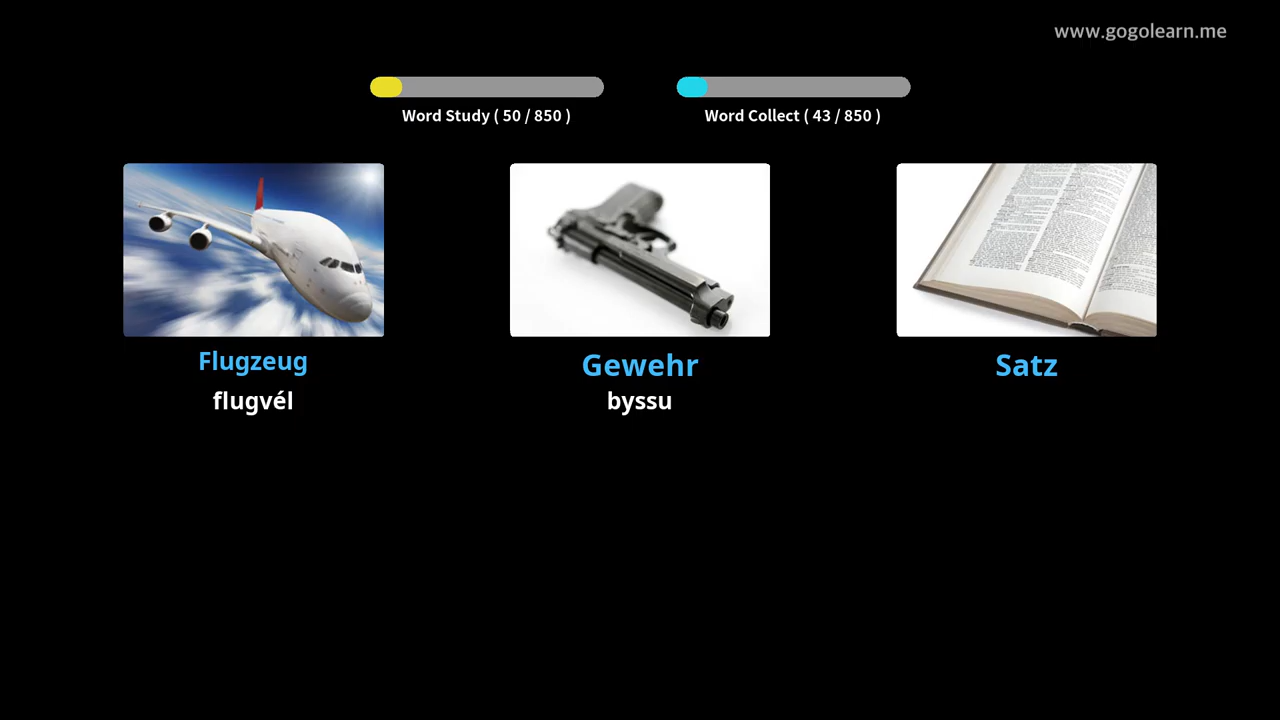 www.gogolearn.me
Word Study ( 50 / 850 )
Word Collect ( 43 / 850 )
Flugzeug
flugvél
Gewehr
byssu
Satz